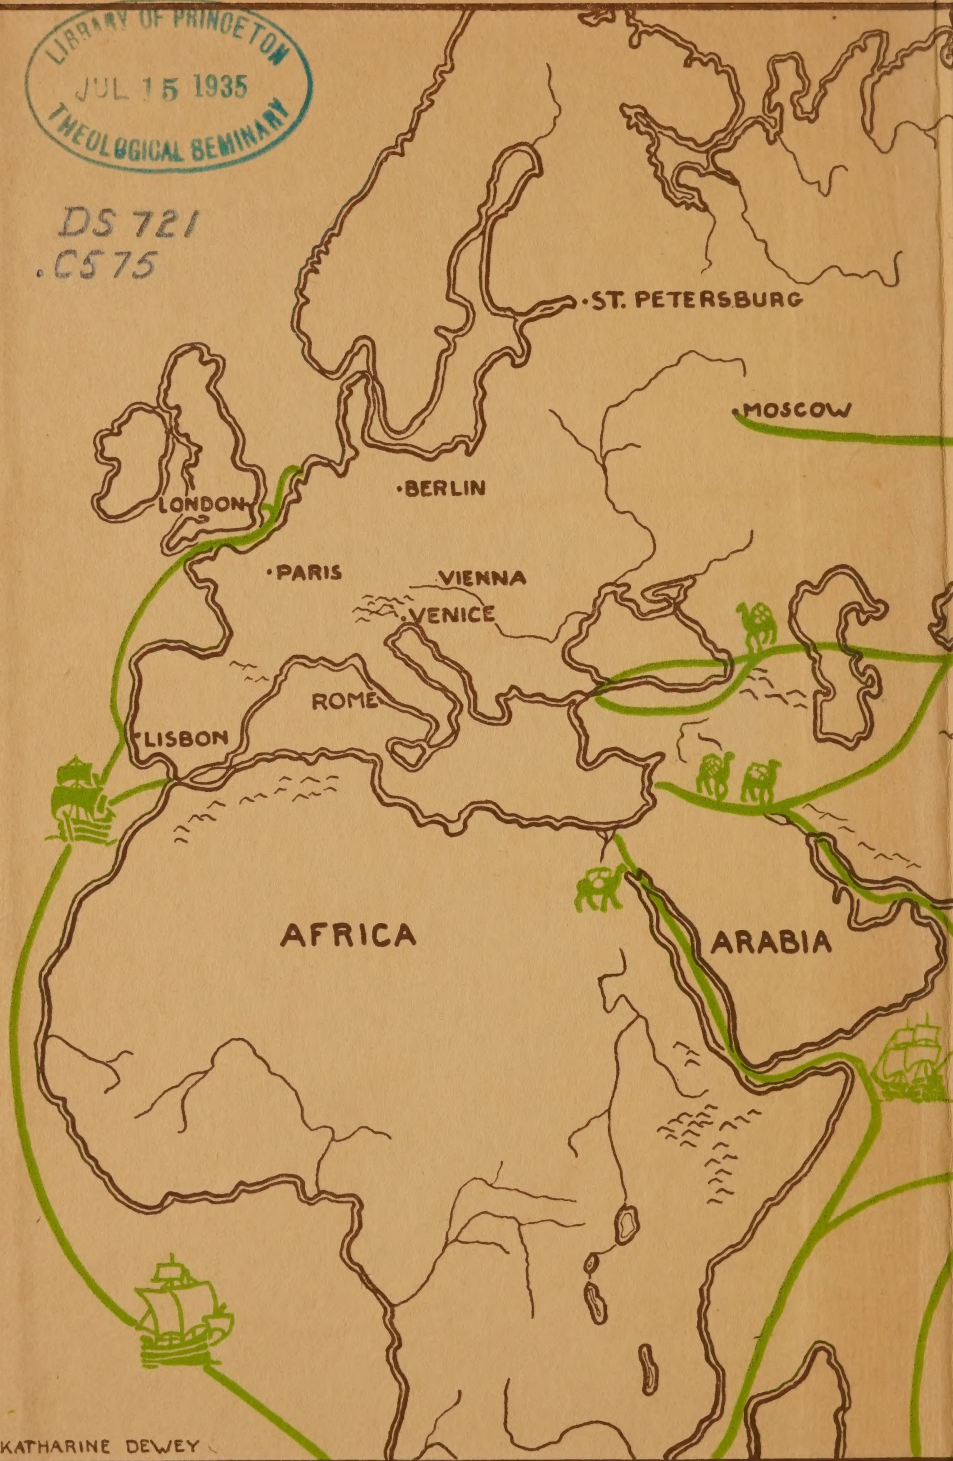 LIBRARY OF PRINCETON
JUL 15 1935
THEOLOGICAL SEMINARY
DS 721
.C575
ST. PETERSBURG
MOSCOW
BERLIN
LONDON
PARIS
VIENNA
VENICE
ROME
LISBON
AFRICA
ARABIA
KATHARINE DEWEY